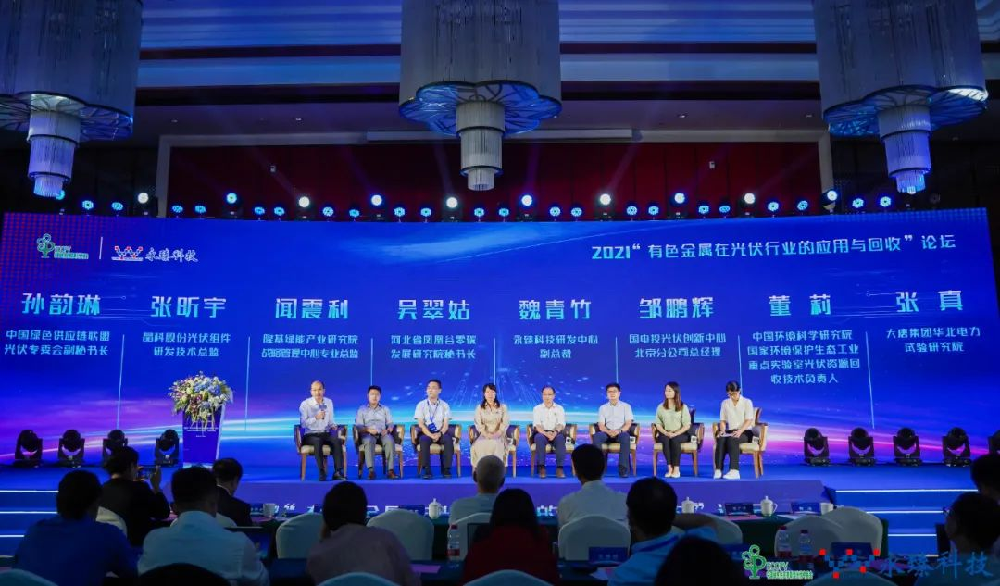 ECOPV
永臻科技
2021“有色金属在光伏行业的应用与回收”论坛
孙韵琳
中国绿色供应链联盟
光伏专委会副秘书长
张昕宇
晶科股份光伏组件
研发技术总监
闻震利
隆基绿能产业研究院
战略管理中心专业总监
吴翠姑
河北省凤凰谷零碳
发展研究院秘书长
魏青竹
永臻科技研发中心
副总裁
邹鹏辉
国电投光伏创新中心
北京分公司总经理
董莉
中国环境科学研究院
国家环境保护生态工业
重点实验室光伏资源回
收技术负责人
张真
大唐集团华北电力
试验研究院
ECOPV
永臻科技